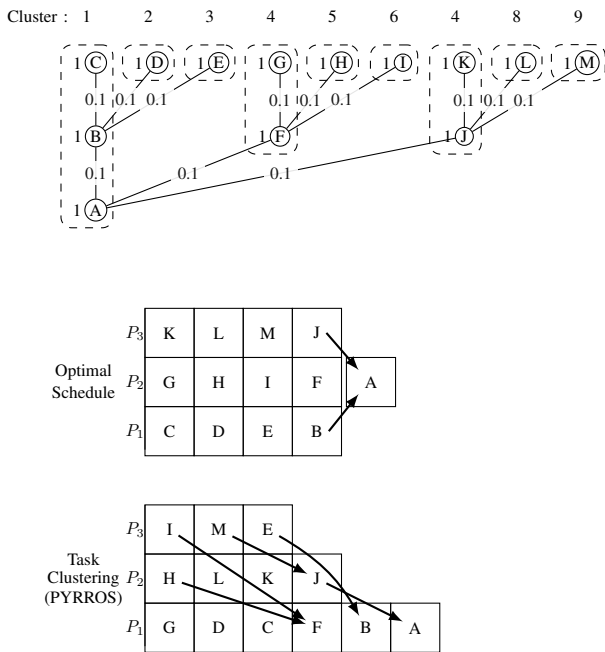 Cluster : 1 2 3 4 5 6 4 8 9
1 C 1 D 1 E 1 G 1 H 1 I 1 K 1 L 1 M
0.1 0.1 0.1 0.1 0.1 0.1 0.1 0.1 0.1
1 B 1 F 1 J
0.1 0.1 0.1
1 A
P3 K L M J
Optimal
Schedule
P2 G H I F A
P1 C D E B
P3 I M E
Task
Clustering
(PYRROS)
P2 H L K J
P1 G D C F B A